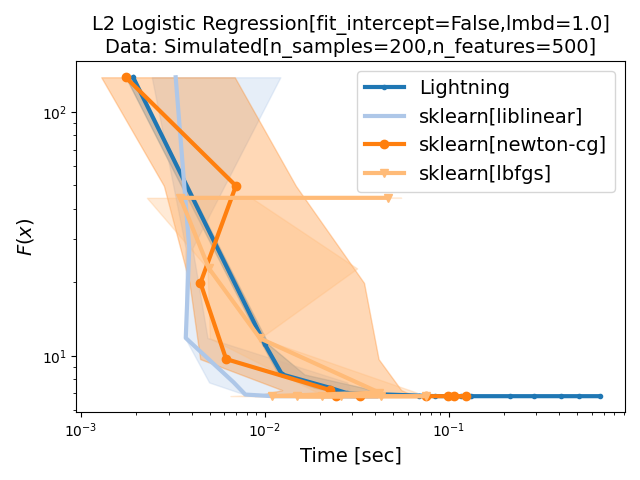 L2 Logistic Regression[fit_intercept=False,lmbd=1.0]
Data: Simulated[n_samples=200,n_features=500]
Lightning
sklearn[liblinear]
sklearn[newton-cg]
sklearn[lbfgs]
10²
10¹
F(x)
10⁻³ 10⁻² 10⁻¹
Time [sec]